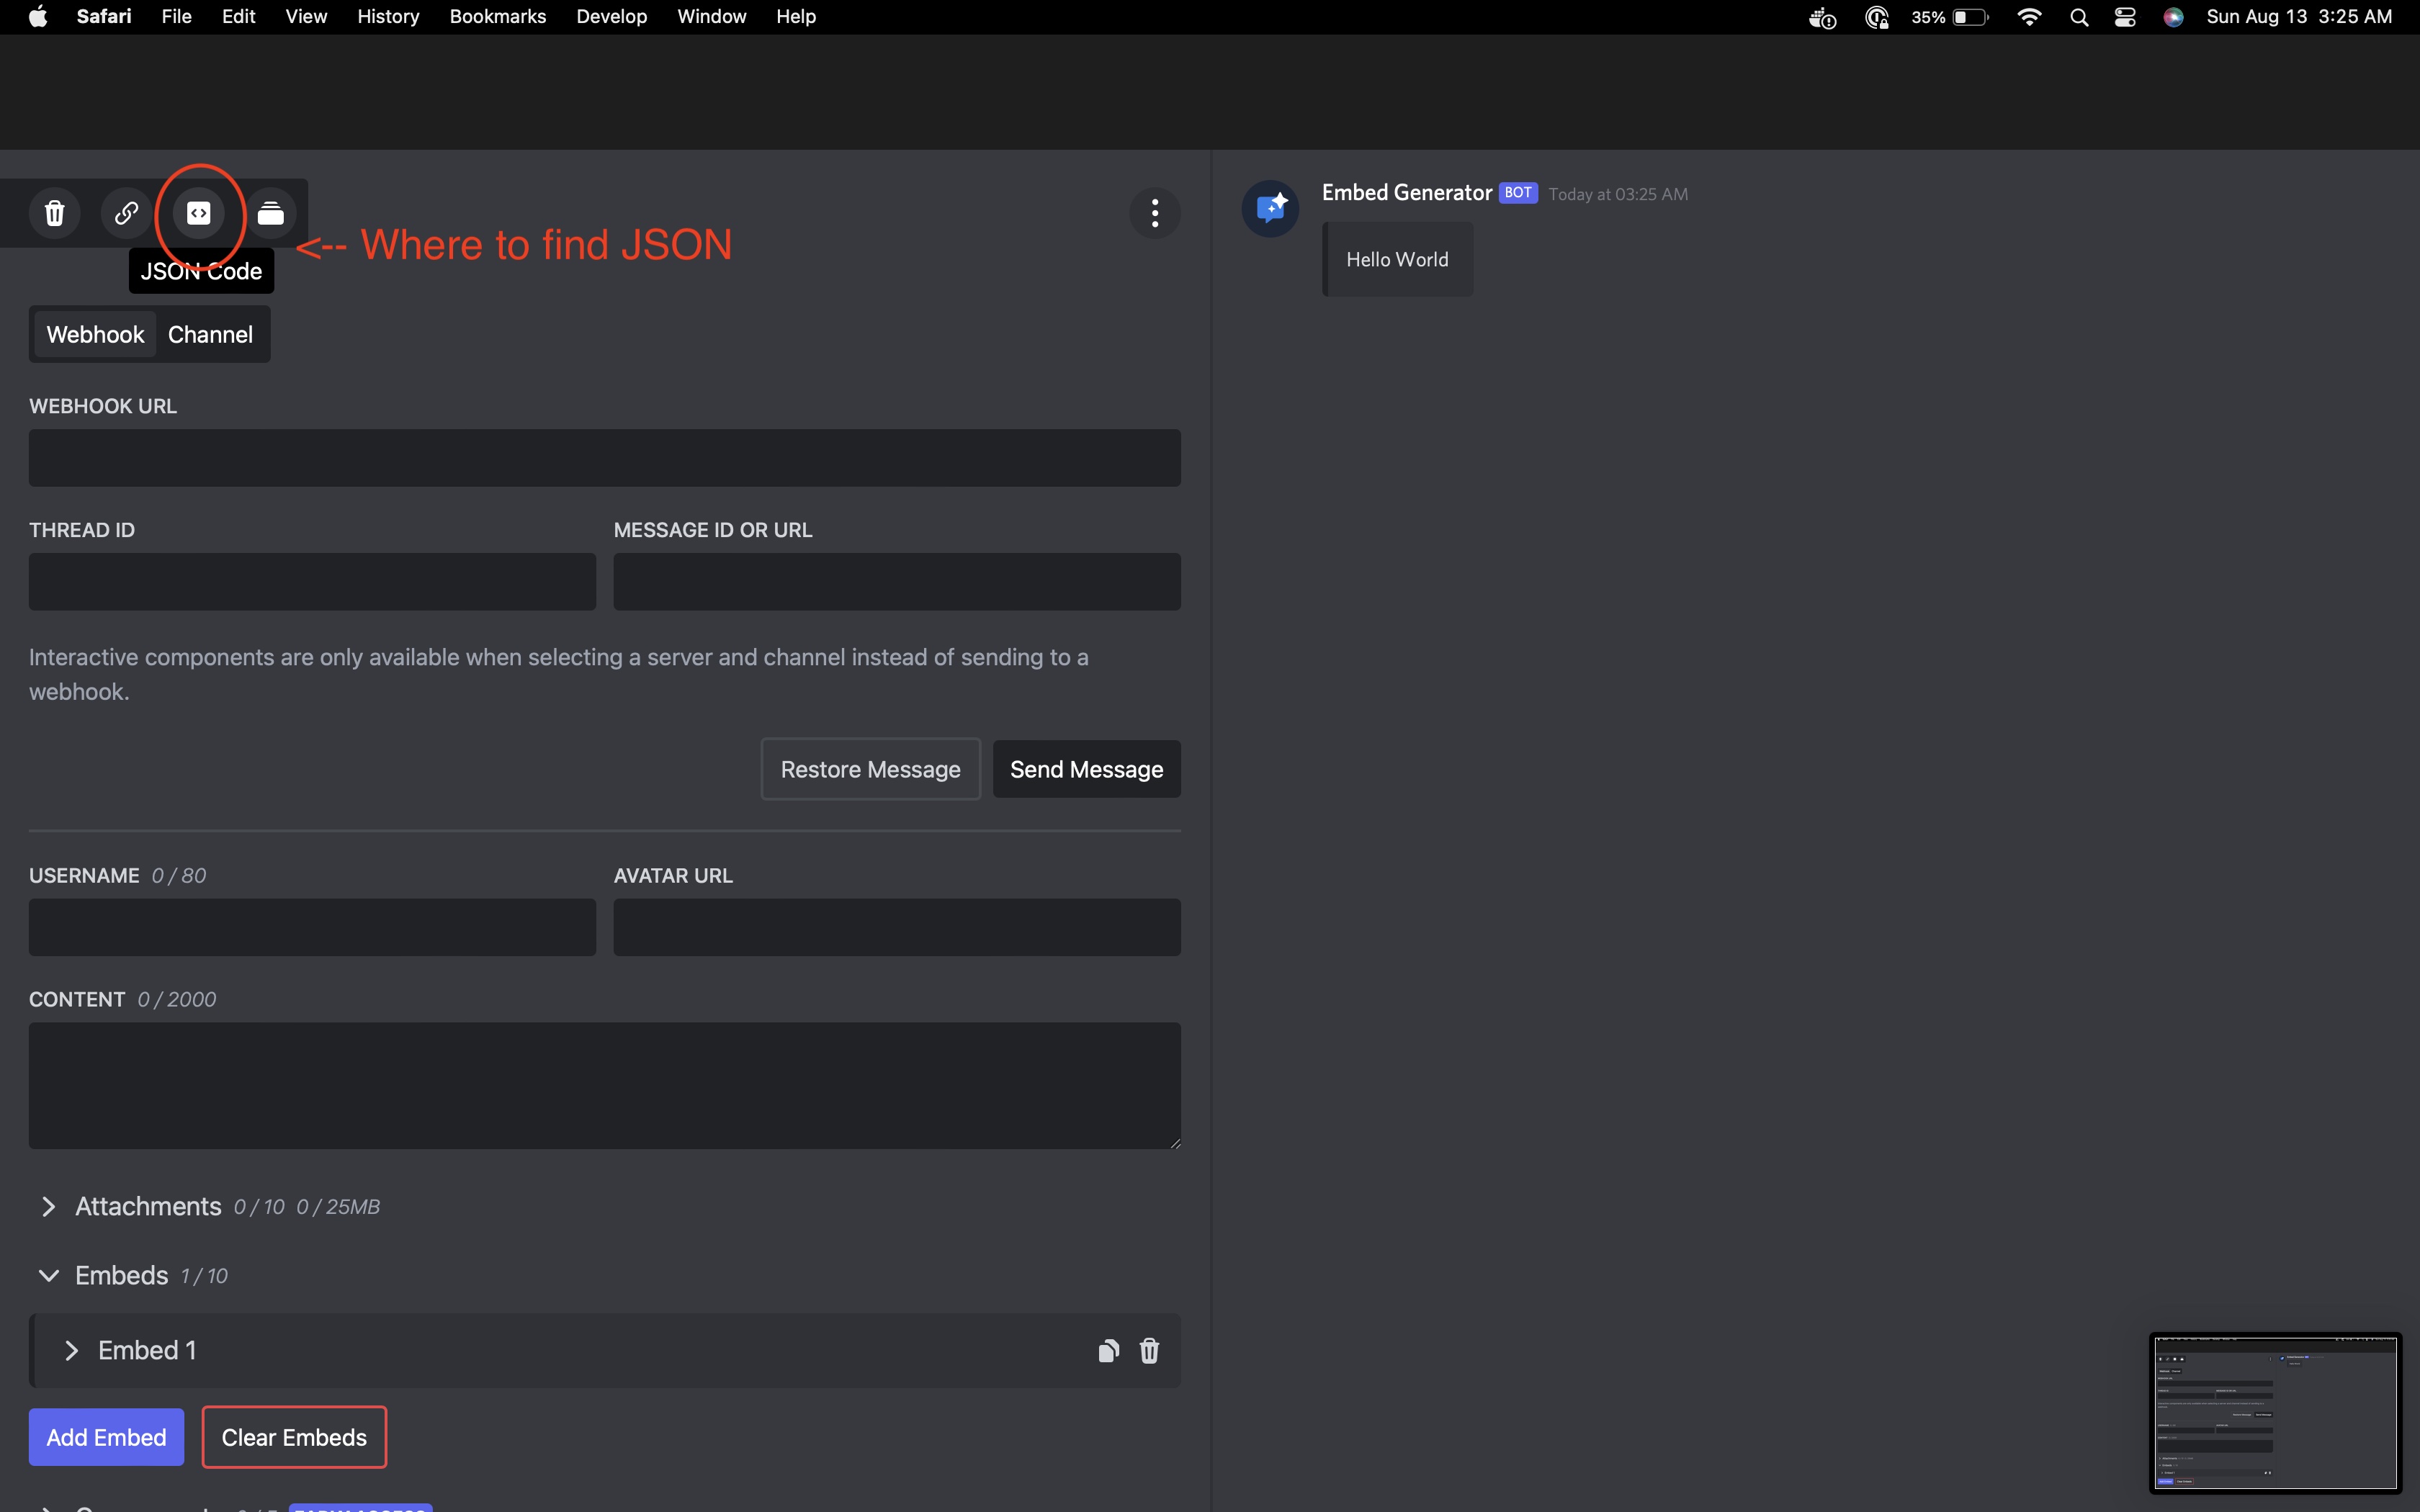 Safari File Edit View History Bookmarks Develop Window Help 35% Sun Aug 13 3:25 AM
<-- Where to find JSON
JSON Code
Webhook Channel
WEBHOOK URL
THREAD ID MESSAGE ID OR URL
Interactive components are only available when selecting a server and channel instead of sending to a
webhook.
Restore Message Send Message
USERNAME 0 / 80 AVATAR URL
CONTENT 0 / 2000
Attachments 0 / 10 0 / 25MB
Embeds 1 / 10
Embed 1
Add Embed Clear Embeds
Embed Generator BOT Today at 03:25 AM
Hello World